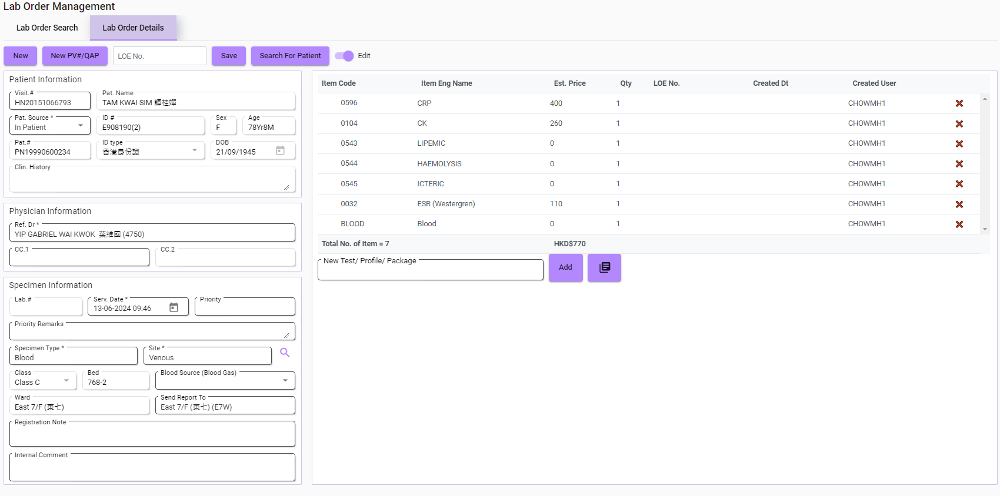 Lab Order Management
Lab Order Search Lab Order Details
New New PV#/QAP LOE No. Save Search For Patient Edit
Patient Information
Visit.# Pat. Name
HN20151066793 TAM KWAI SIM 譚桂嬋
Pat. Source * ID # Sex Age
In Patient E908190(2) F 78Yr8M
Pat.# ID type DOB
PN19990600234 香港身份證 21/09/1945
Clin. History
Physician Information
Ref. Dr *
YIP GABRIEL WAI KWOK 葉維國 (4750)
CC.1 CC.2
Specimen Information
Lab.# Serv. Date * Priority
13-06-2024 09:46
Priority Remarks
Specimen Type * Site *
Blood Venous
Class Bed Blood Source (Blood Gas)
Class C 768-2
Ward Send Report To
East 7/F (東七) East 7/F (東七) (E7W)
Registration Note
Internal Comment
Item Code Item Eng Name Est. Price Qty LOE No. Created Dt Created User
0596 CRP 400 1 CHOWMH1
0104 CK 260 1 CHOWMH1
0543 LIPEMIC 0 1 CHOWMH1
0544 HAEMOLYSIS 0 1 CHOWMH1
0545 ICTERIC 0 1 CHOWMH1
0032 ESR (Westergren) 110 1 CHOWMH1
BLOOD Blood 0 1 CHOWMH1
Total No. of Item = 7 HKD$770
New Test/ Profile/ Package
Add